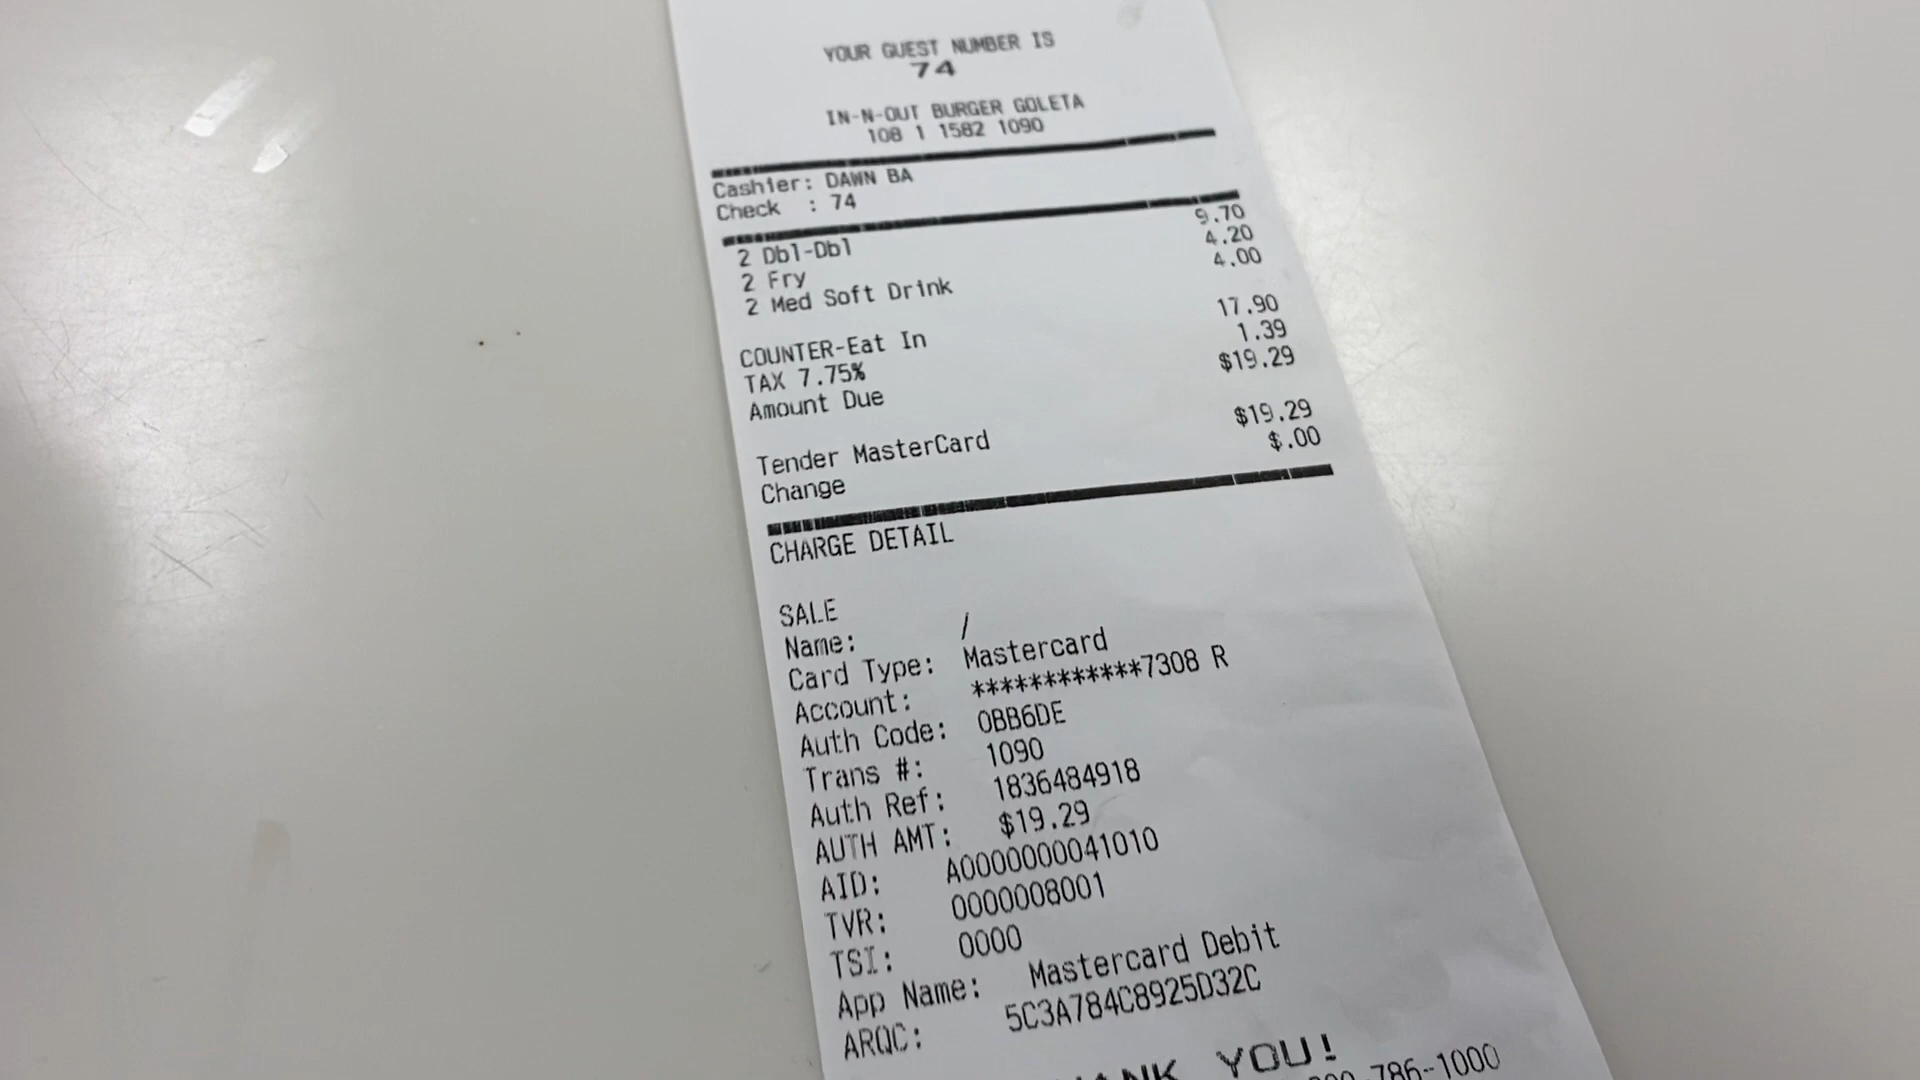 YOUR GUEST NUMBER IS
74
IN-N-OUT BURGER GOLETA
108 1 1582 1090
Cashier: DAWN BA
Check : 74
2 Dbl-Dbl 9.70
2 Fry 4.20
2 Med Soft Drink 4.00
COUNTER-Eat In 17.90
TAX 7.75% 1.39
Amount Due $19.29
Tender MasterCard $19.29
Change $.00
CHARGE DETAIL
SALE
Name: /
Card Type: Mastercard
Account: ************7308 R
Auth Code: 0BB6DE
Trans #: 1090
Auth Ref: 1836484918
AUTH AMT: $19.29
AID: A0000000041010
TVR: 0000008001
TSI: 0000
App Name: Mastercard Debit
ARQC: 5C3A784C8925D32C
YOU!
786-1000